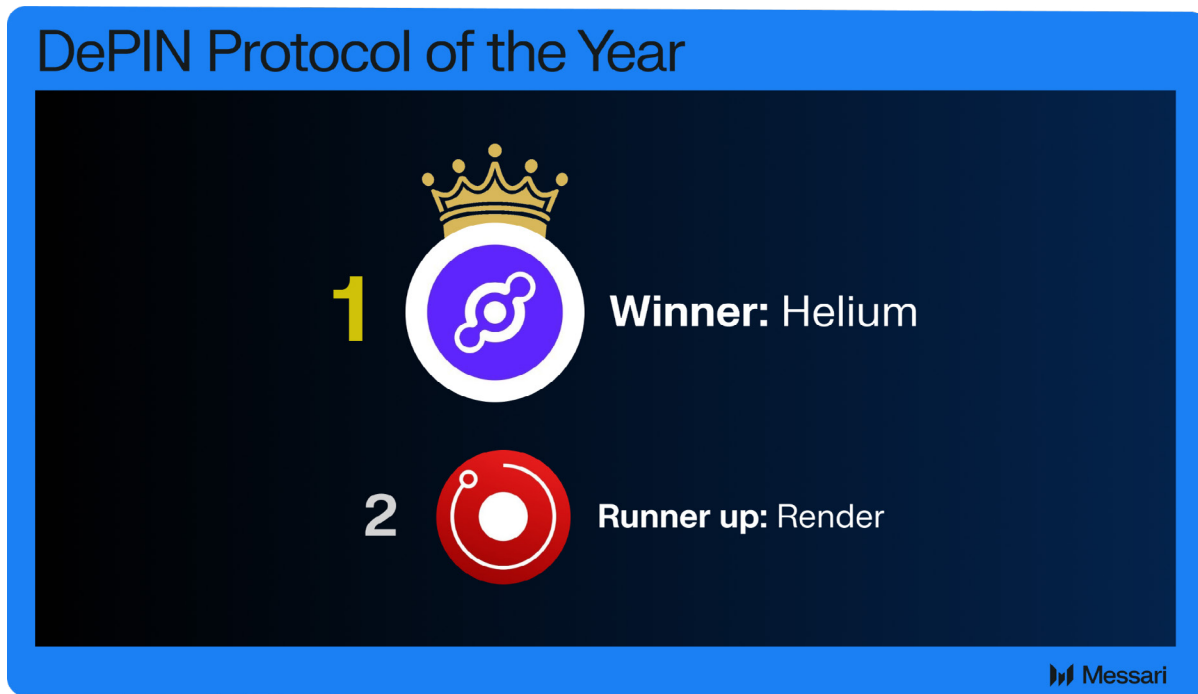 DePIN Protocol of the Year
1
Winner: Helium
2
Runner up: Render
Messari